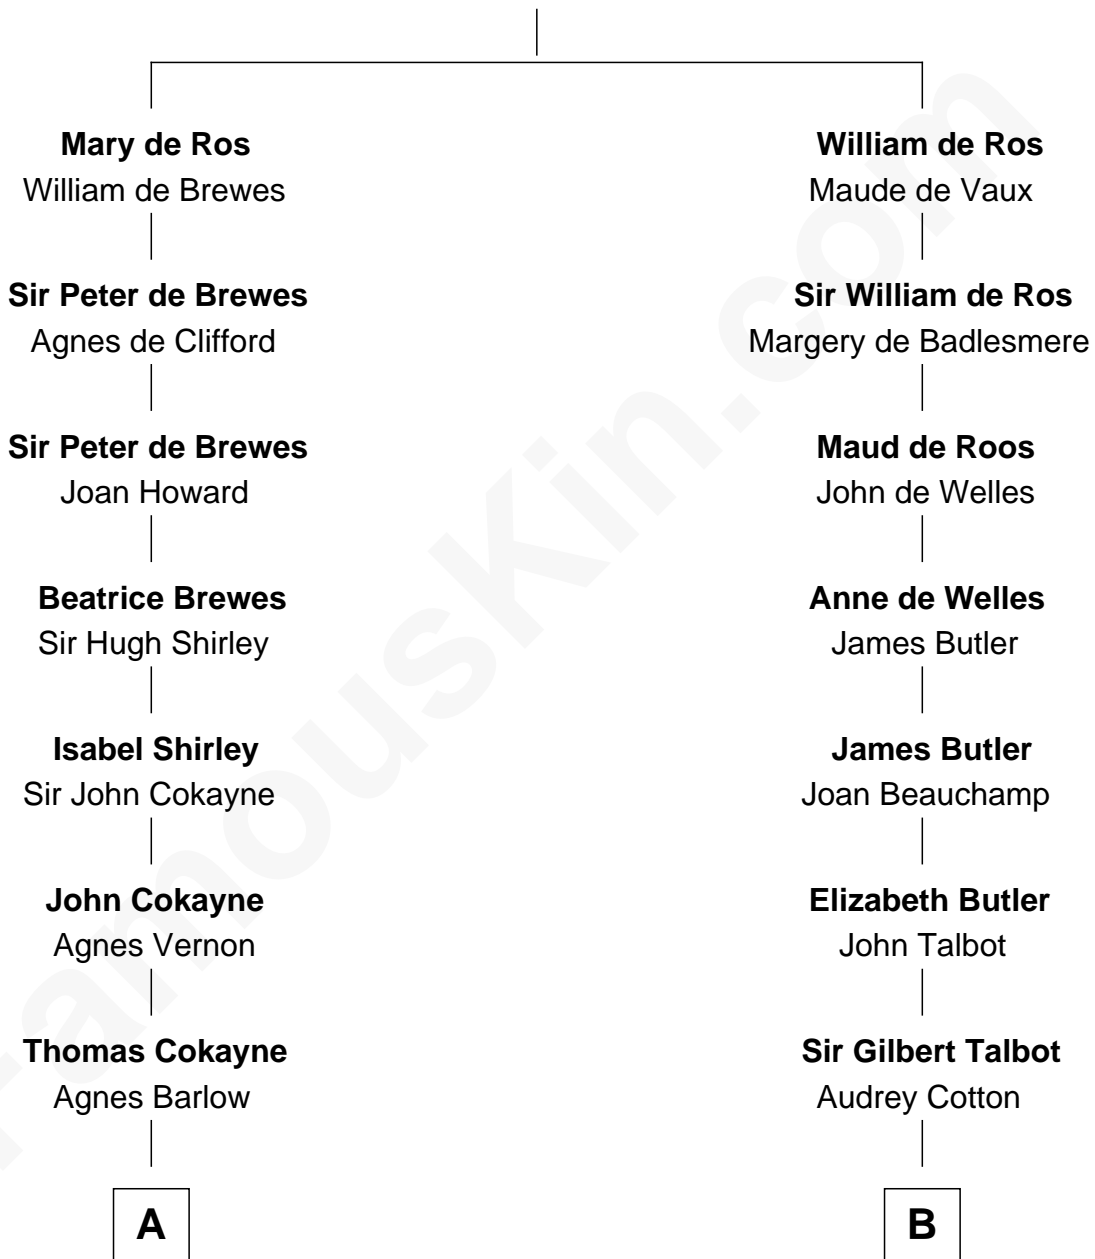 Mary de Ros
William de Brewes
Sir Peter de Brewes
Agnes de Clifford
Sir Peter de Brewes
Joan Howard
Beatrice Brewes
Sir Hugh Shirley
Isabel Shirley
Sir John Cokayne
John Cokayne
Agnes Vernon
Thomas Cokayne
Agnes Barlow
A
William de Ros
Maude de Vaux
Sir William de Ros
Margery de Badlesmere
Maud de Roos
John de Welles
Anne de Welles
James Butler
James Butler
Joan Beauchamp
Elizabeth Butler
John Talbot
Sir Gilbert Talbot
Audrey Cotton
B
FamousKin.com